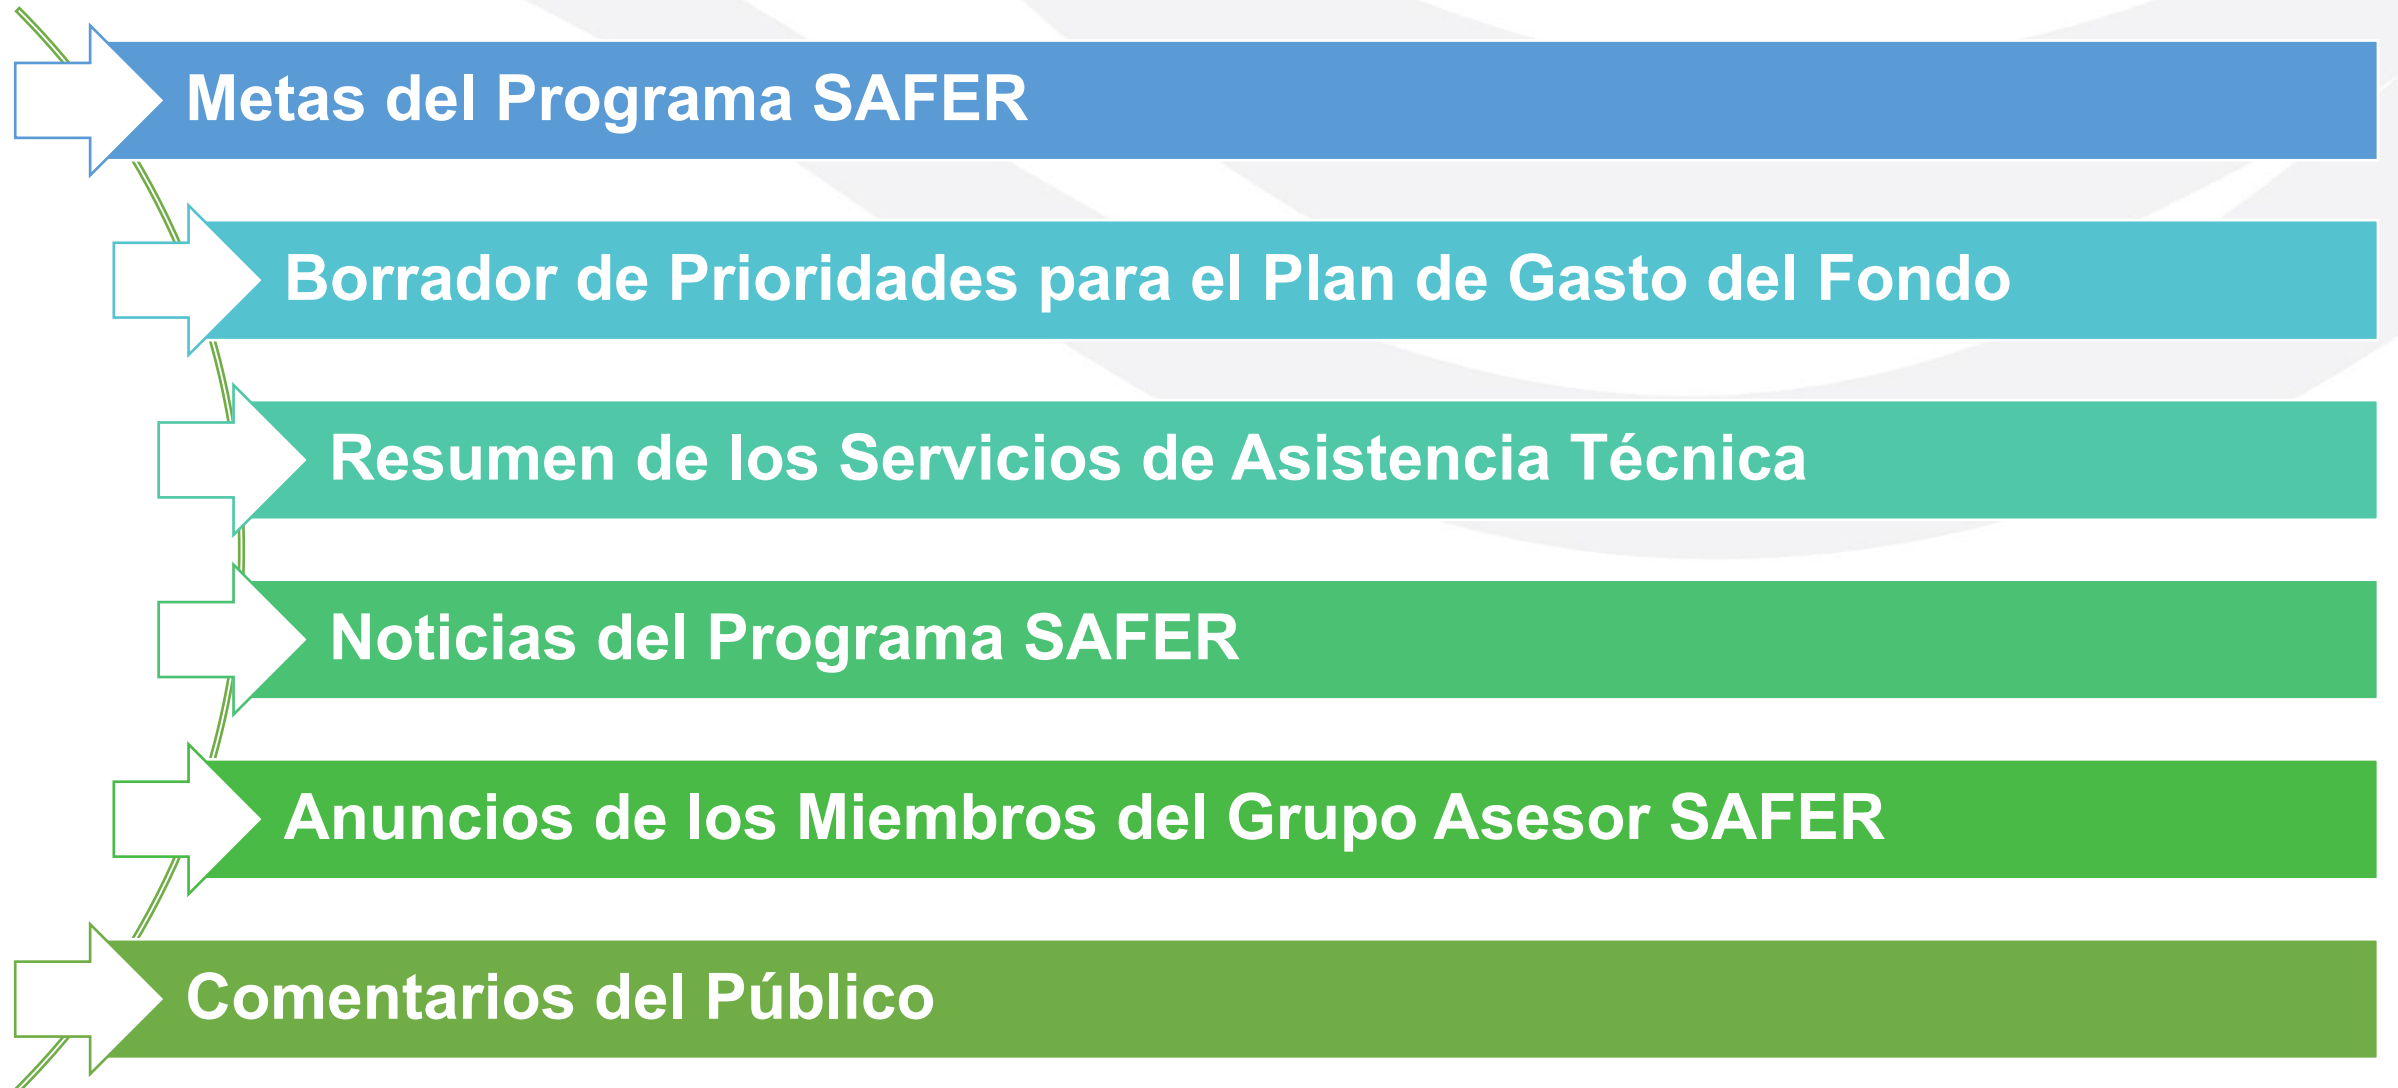 Metas del Programa SAFER
Borrador de Prioridades para el Plan de Gasto del Fondo
Resumen de los Servicios de Asistencia Técnica
Noticias del Programa SAFER
Anuncios de los Miembros del Grupo Asesor SAFER
Comentarios del Público